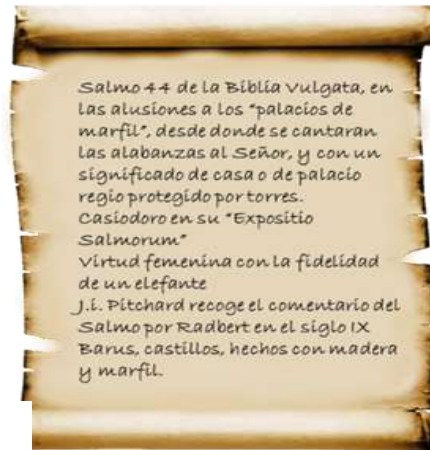 Salmo 44 de la Biblia Vulgata, en
las alusiones a los "palacios de
marfil", desde donde se cantaran
las alabanzas al Señor, y con un
significado de casa o de palacio
regio protegido por torres.
Casiodoro en su "Expositio
Salmorum"
Virtud femenina con la fidelidad
de un elefante
J.i. Pitchard recoge el comentario del
Salmo por Radbert en el siglo IX
Barus, castillos, hechos con madera
y marfil.